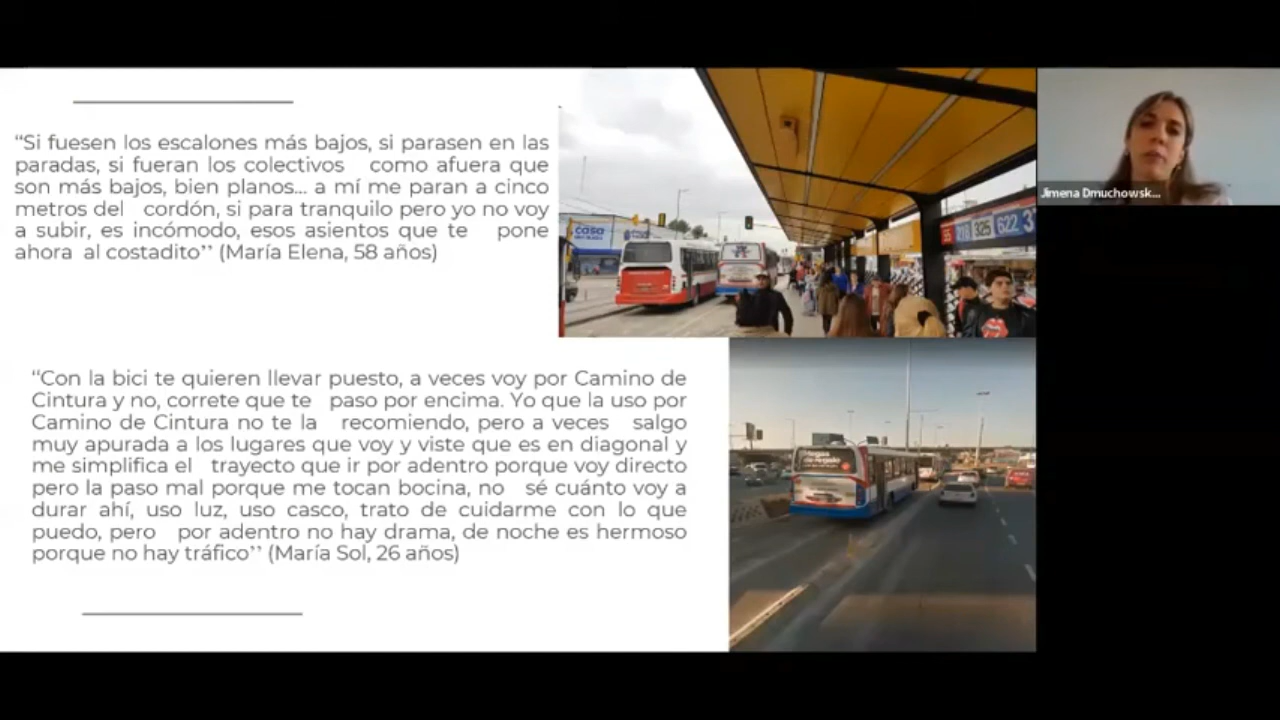 “Si fuesen los escalones más bajos, si parasen en las
paradas, si fueran los colectivos como afuera que
son más bajos, bien planos... a mí me paran a cinco
metros del cordón, si para tranquilo pero yo no voy
a subir, es incómodo, esos asientos que te pone
ahora al costadito” (María Elena, 58 años)
casa
325
622
“Con la bici te quieren llevar puesto, a veces voy por Camino de
Cintura y no, correte que te paso por encima. Yo que la uso por
Camino de Cintura no te la recomiendo, pero a veces salgo
muy apurada a los lugares que voy y viste que es en diagonal y
me simplifica el trayecto que ir por adentro porque voy directo
pero la paso mal porque me tocan bocina, no sé cuánto voy a
durar ahí, uso luz, uso casco, trato de cuidarme con lo que
puedo, pero por adentro no hay drama, de noche es hermoso
porque no hay tráfico” (María Sol, 26 años)
Jimena Dmuchowsk...